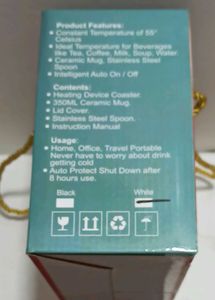 Product Features:
• Constant Temperature of 55°
Celsius
• Ideal Temperature for Beverages
like Tea, Coffee, Milk, Soup, Water.
• Ceramic Mug, Stainless Steel
Spoon
• Intelligent Auto On / Off
Contents:
• Heating Device Coaster.
• 350ML Ceramic Mug.
• Lid Cover.
• Stainless Steel Spoon.
• Instruction Manual
Usage:
• Home, Office, Travel Portable
Never have to worry about drink
getting cold
• Auto Protect Shut Down after
8 hours use.
Black White